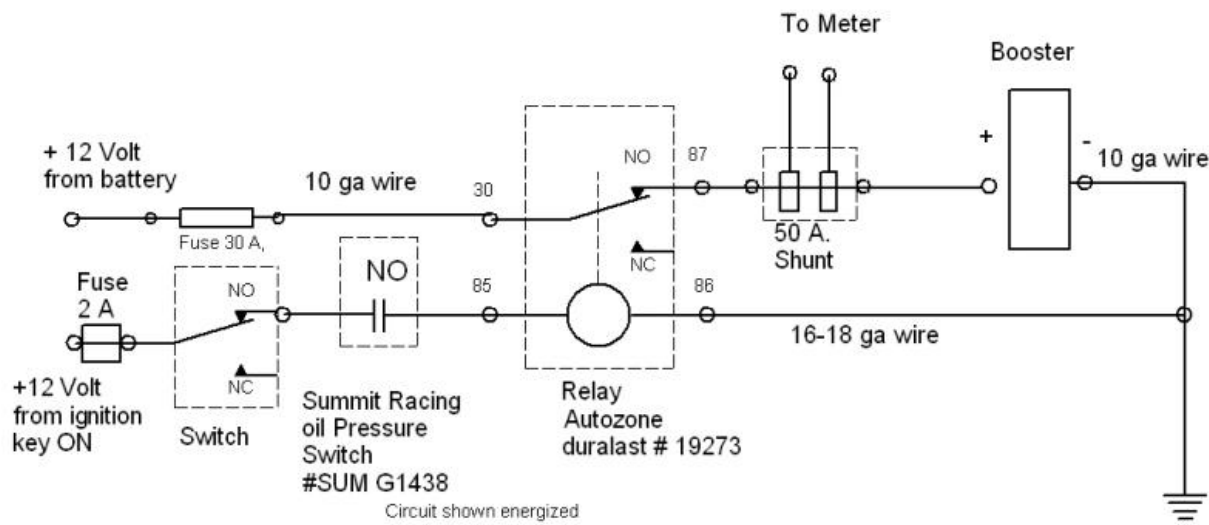 To Meter
Booster
+ 12 Volt
from battery
10 ga wire
30
NO
87
+
-
10 ga wire
Fuse 30 A,
50 A.
Shunt
NC
Fuse
2 A
NO
NO
85
86
16-18 ga wire
NC
+12 Volt
from ignition
key ON
Switch
Summit Racing
oil Pressure
Switch
#SUM G1438
Relay
Autozone
duralast # 19273
Circuit shown energized